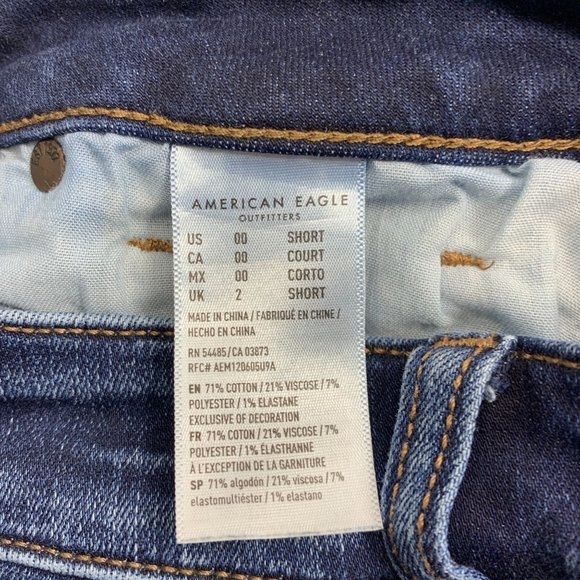 AMERICAN EAGLE
OUTFITTERS
US 00 SHORT
CA 00 COURT
MX 00 CORTO
UK 2 SHORT
MADE IN CHINA / FABRIQUÉ EN CHINE /
HECHO EN CHINA
RN 54485 / CA 03873
RFC# AEM120605U9A
EN 71% COTTON / 21% VISCOSE / 7%
POLYESTER / 1% ELASTANE
EXCLUSIVE OF DECORATION
FR 71% COTON / 21% VISCOSE / 7%
POLYESTER / 1% ÉLASTHANNE
À L'EXCEPTION DE LA GARNITURE
SP 71% algodón / 21% viscosa / 7%
elastomultiéster / 1% elastano